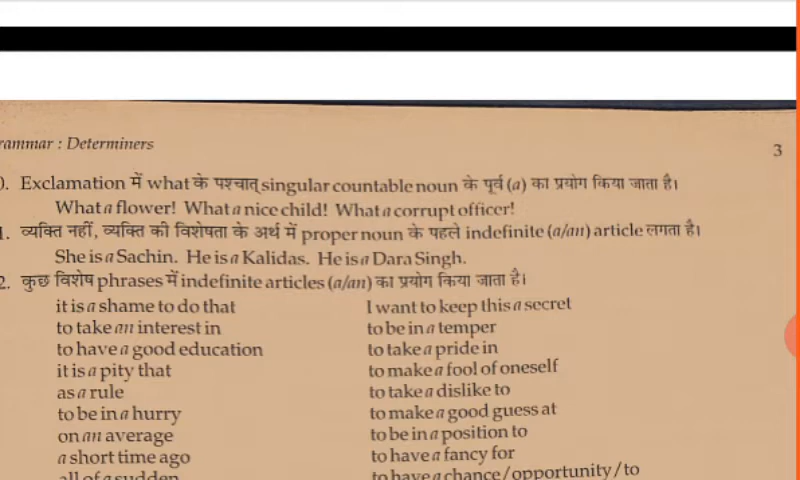 rammar : Determiners
3
0. Exclamation में what के पश्चात् singular countable noun के पूर्व (a) का प्रयोग किया जाता है।
What a flower! What a nice child! What a corrupt officer!
1. व्यक्ति नहीं, व्यक्ति की विशेषता के अर्थ में proper noun के पहले indefinite (a/an) article लगता है।
She is a Sachin. He is a Kalidas. He is a Dara Singh.
2. कुछ विशेष phrases में indefinite articles (a/an) का प्रयोग किया जाता है।
it is a shame to do that
to take an interest in
to have a good education
it is a pity that
as a rule
to be in a hurry
on an average
a short time ago
all of a sudden
I want to keep this a secret
to be in a temper
to take a pride in
to make a fool of oneself
to take a dislike to
to make a good guess at
to be in a position to
to have a fancy for
to have a chance/opportunity/to